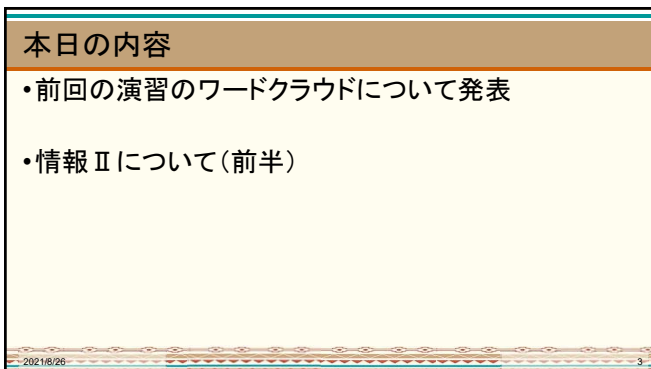 本日の内容
•前回の演習のワードクラウドについて発表
•情報Ⅱについて(前半)
2021/8/26
3